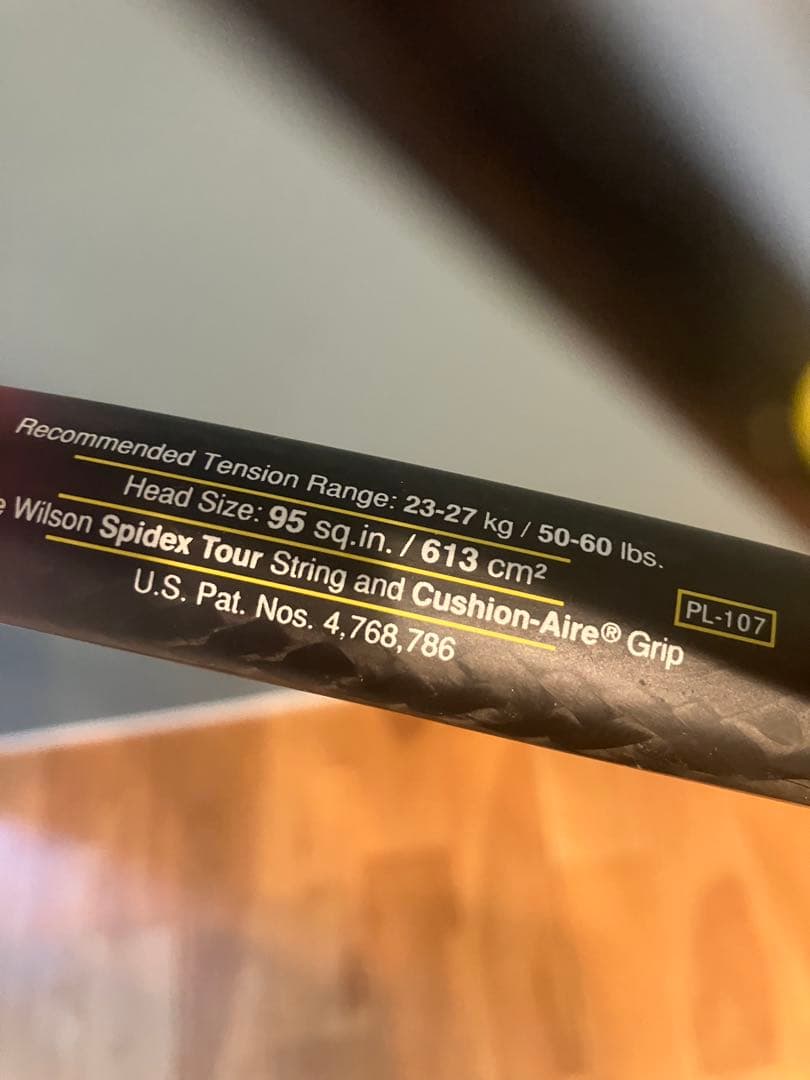 Recommended Tension Range: 23-27 kg / 50-60 lbs.
Head Size: 95 sq.in. / 613 cm²
Wilson Spidex Tour String and Cushion-Aire® Grip
U.S. Pat. Nos. 4,768,786
PL-107